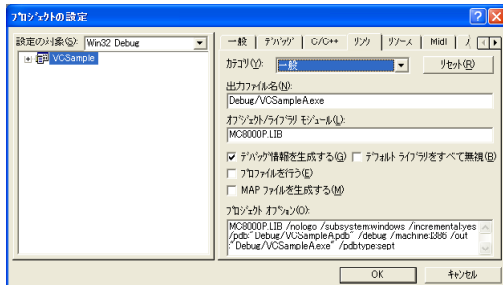 プロジェクトの設定
設定の対象(S): Win32 Debug
VCSample
一般 デバッグ C/C++ リンク リソース Midl
カテゴリ(Y): 一般 リセット(R)
出力ファイル名(N):
Debug/VCSampleA.exe
オブジェクト/ライブラリ モジュール(L):
MC8000P.LIB
デバッグ情報を生成する(G) デフォルト ライブラリをすべて無視(B)
プロファイルを行う(E)
MAP ファイルを生成する(M)
プロジェクト オプション(O):
MC8000P.LIB /nologo /subsystem:windows /incremental:yes
/pdb:"Debug/VCSampleA.pdb" /debug /machine:I386 /out
:"Debug/VCSampleA.exe" /pdbtype:sept
OK キャンセル